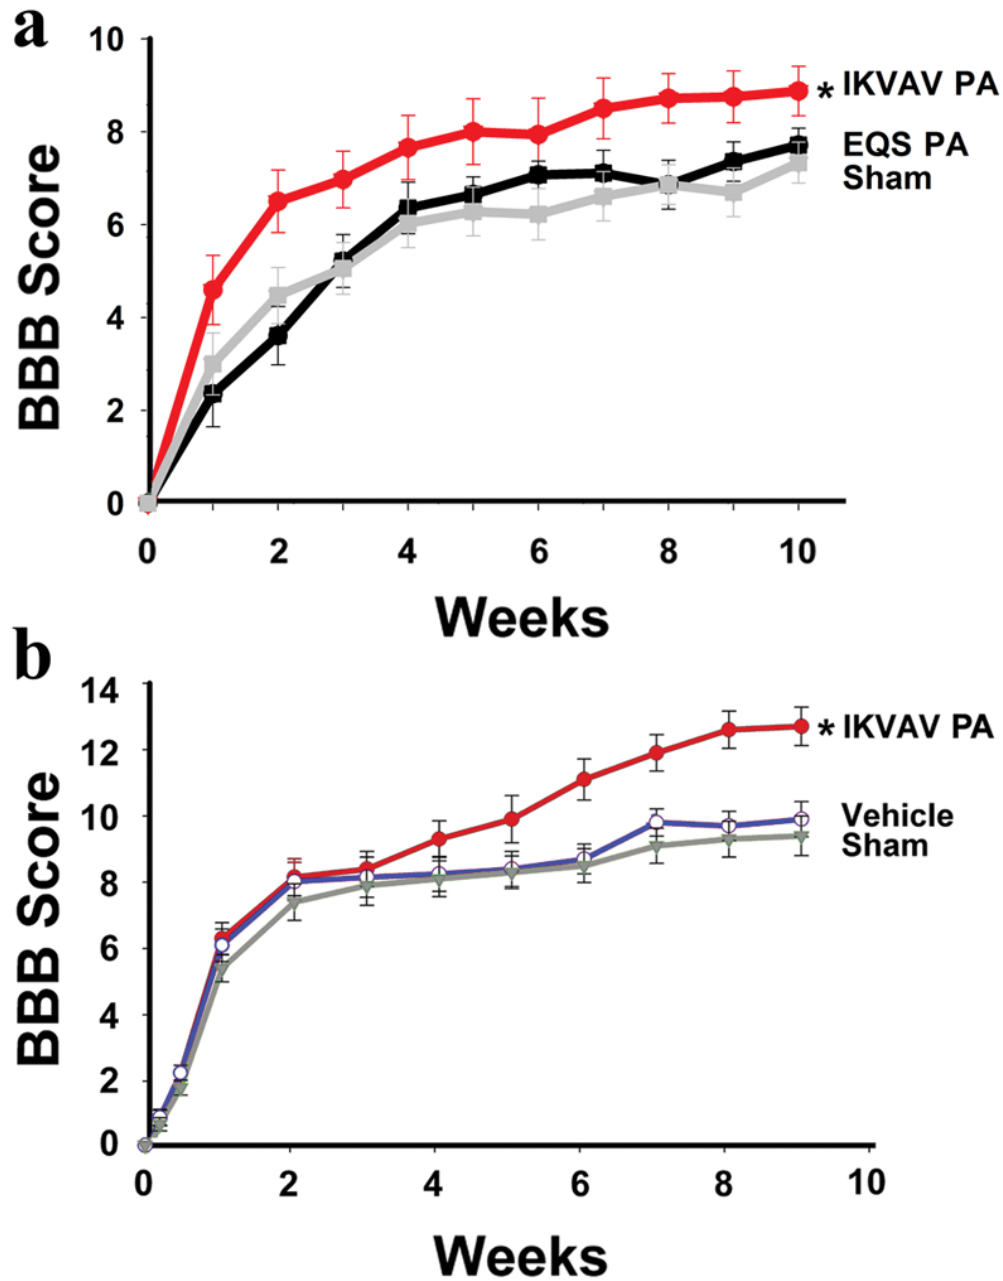 a
10
8
6
4
2
0
BBB Score
* IKVAV PA
EQS PA
Sham
0 2 4 6 8 10
Weeks
b
14
12
10
8
6
4
2
0
BBB Score
* IKVAV PA
Vehicle
Sham
0 2 4 6 8 10
Weeks